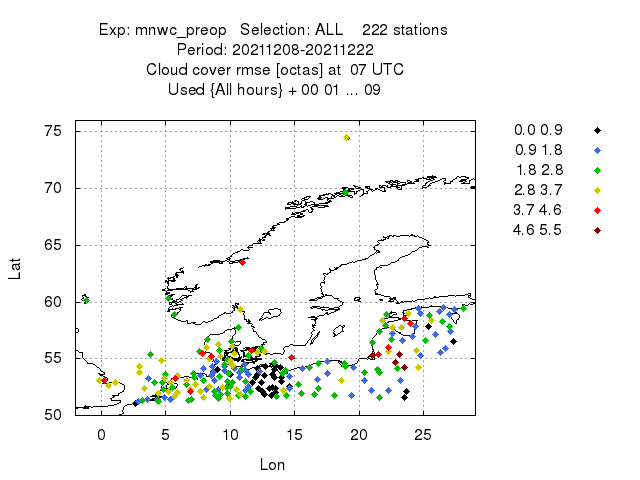 Exp: mnwc_preop Selection: ALL 222 stations
Period: 20211208-20211222
Cloud cover rmse [octas] at 07 UTC
Used {All hours} + 00 01 ... 09
0.0 0.9
0.9 1.8
1.8 2.8
2.8 3.7
3.7 4.6
4.6 5.5
75
70
65
60
55
50
Lat
0 5 10 15 20 25
Lon